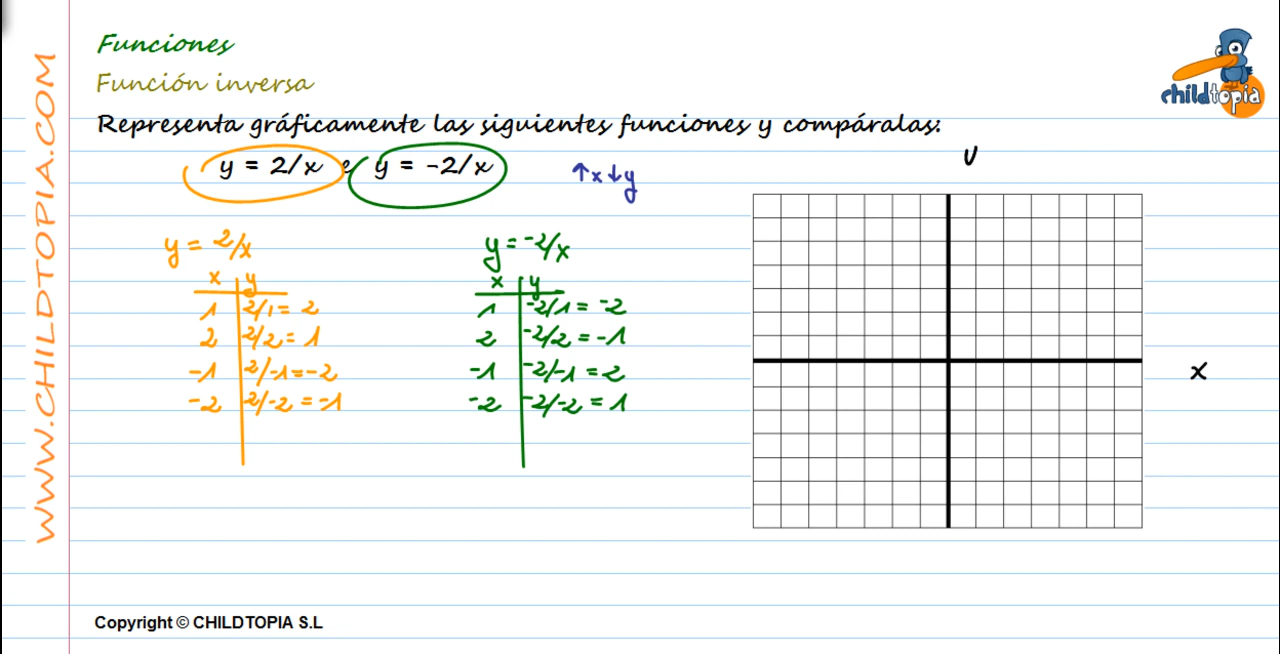 Funciones
Función inversa
childtopia
Representa gráficamente las siguientes funciones y compáralas:
y = 2/x e y = -2/x
↑x↓y
y = 2/x
x y
1 2/1 = 2
2 2/2 = 1
-1 2/-1 = -2
-2 2/-2 = -1
y = -2/x
x y
1 -2/1 = -2
2 -2/2 = -1
-1 -2/-1 = 2
-2 -2/-2 = 1
x
WWW.CHILDTOPIA.COM
Copyright © CHILDTOPIA S.L